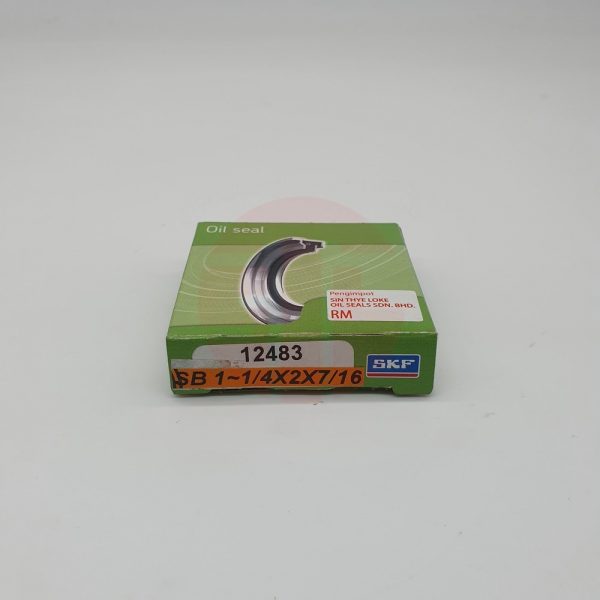 Oil seal
Pengimpot
SIN THYE LOKE
OIL SEALS SDN. BHD.
RM
12483
SB 1~1/4X2X7/16
SKF